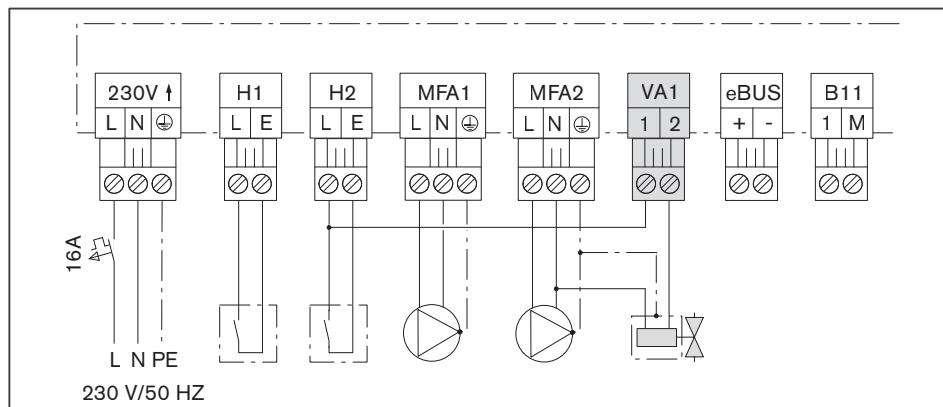 230V H1 H2 MFA1 MFA2 VA1 eBUS B11
L N L E L E L N L N 1 2 + - 1 M
16A
L N PE
230 V/50 HZ